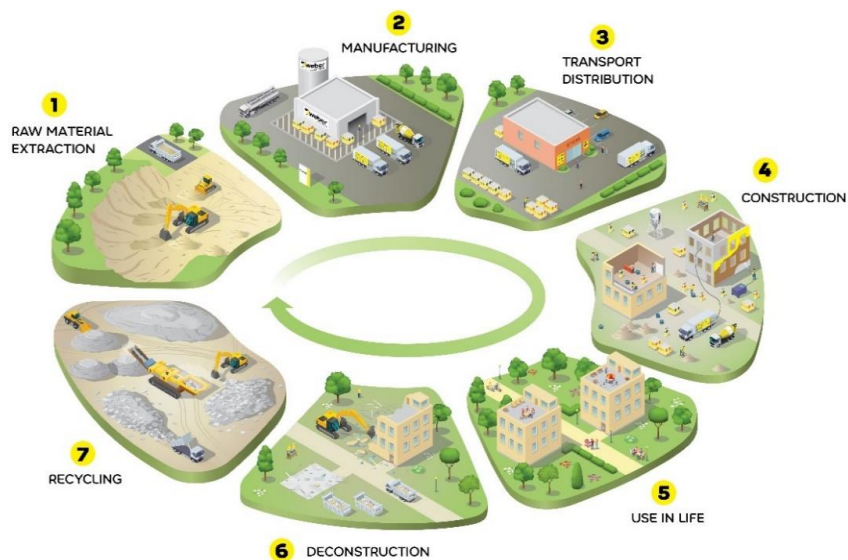 1
RAW MATERIAL
EXTRACTION
2
MANUFACTURING
weber
weber
3
TRANSPORT
DISTRIBUTION
4
CONSTRUCTION
5
USE IN LIFE
6
DECONSTRUCTION
7
RECYCLING